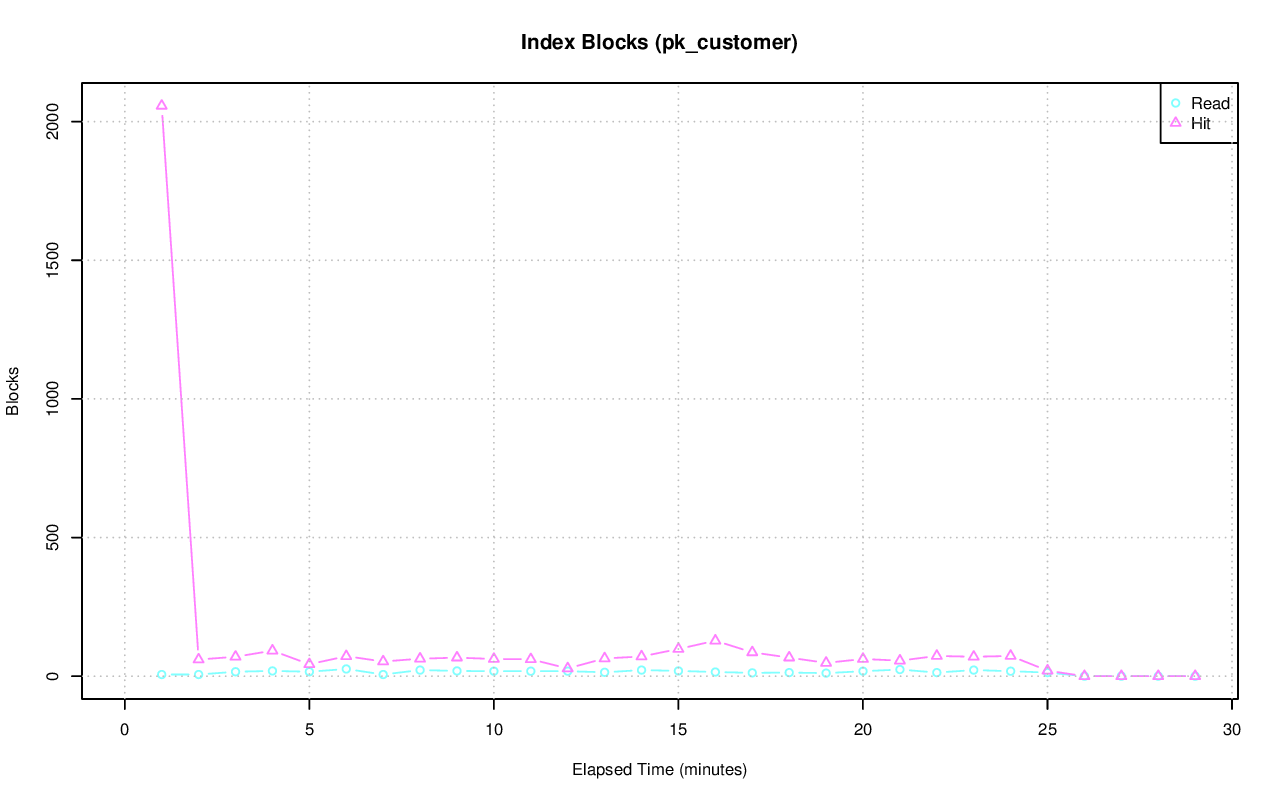 Index Blocks (pk_customer)
Read
Hit
2000
1500
1000
500
0
Blocks
0 5 10 15 20 25 30
Elapsed Time (minutes)